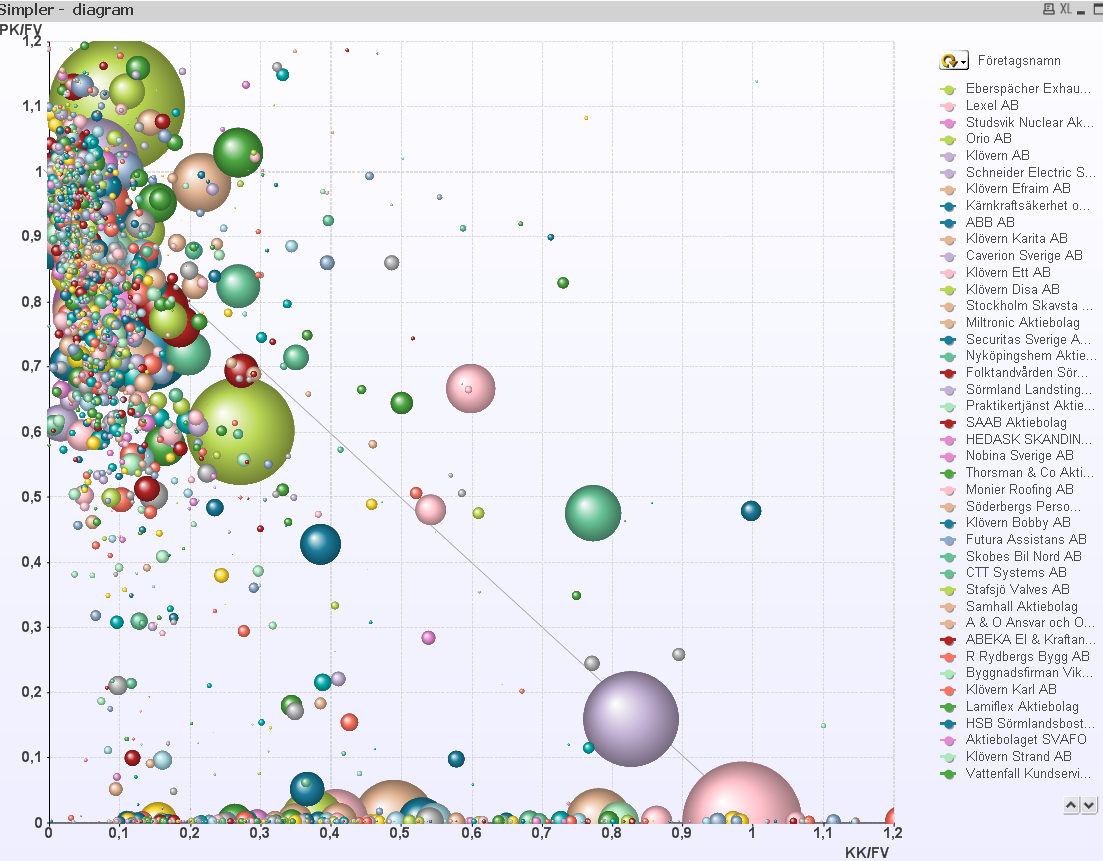 Simpler - diagram
XL
PK/FV
1,2
1,1
1
0,9
0,8
0,7
0,6
0,5
0,4
0,3
0,2
0,1
0
0
0,1
0,2
0,3
0,4
0,5
0,6
0,7
0,8
0,9
1
1,1
1,2
KK/FV
Företagsnamn
Eberspächer Exhau...
Lexel AB
Studsvik Nuclear Ak...
Orio AB
Klövern AB
Schneider Electric S...
Klövern Efraim AB
Kärnkraftsäkerhet o...
ABB AB
Klövern Karita AB
Caverion Sverige AB
Klövern Ett AB
Klövern Disa AB
Stockholm Skavsta ...
Miltronic Aktiebolag
Securitas Sverige A...
Nyköpingshem Aktie...
Folktandvården Sör...
Sörmland Landsting...
Praktikertjänst Aktie...
SAAB Aktiebolag
HEDASK SKANDIN...
Nobina Sverige AB
Thorsman & Co Akti...
Monier Roofing AB
Söderbergs Perso...
Klövern Bobby AB
Futura Assistans AB
Skobes Bil Nord AB
CTT Systems AB
Stafsjö Valves AB
Samhall Aktiebolag
A & O Ansvar och O...
ABEKA El & Kraftan...
R Rydbergs Bygg AB
Byggnadsfirman Vik...
Klövern Karl AB
Lamiflex Aktiebolag
HSB Sörmlandsbost...
Aktiebolaget SVAFO
Klövern Strand AB
Vattenfall Kundservi...